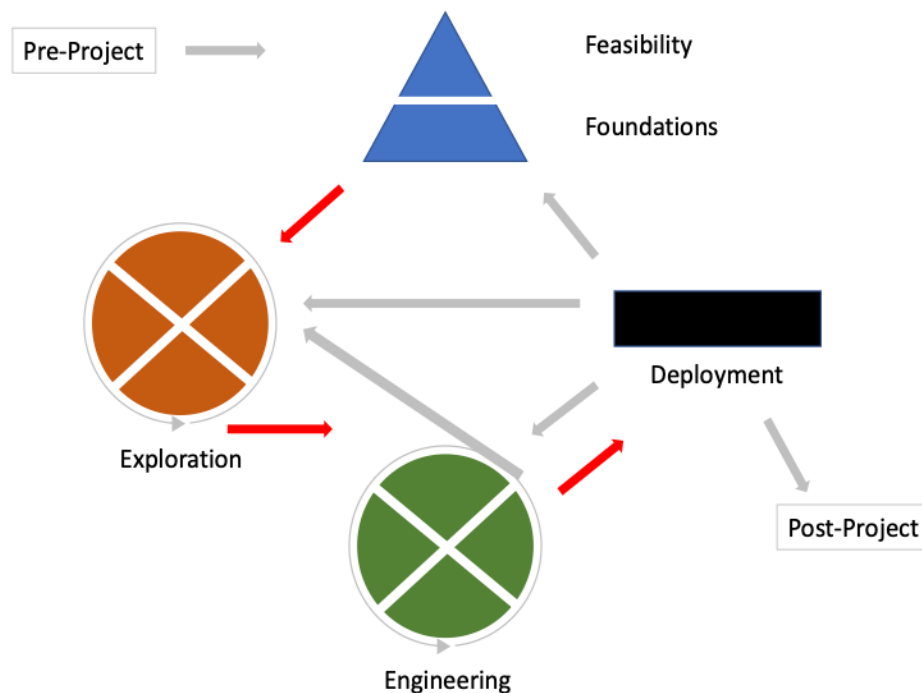 Pre-Project
Feasibility
Foundations
Deployment
Exploration
Post-Project
Engineering